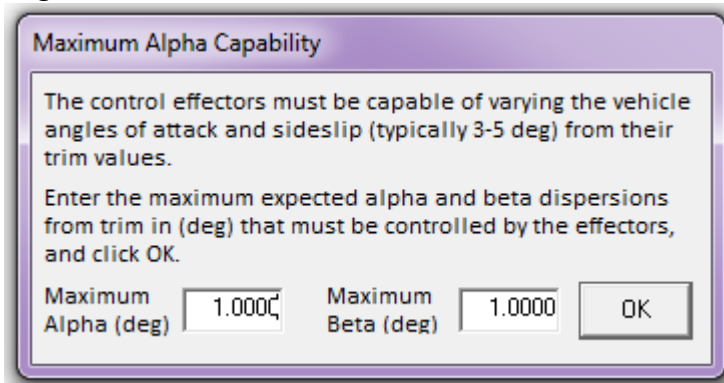 Maximum Alpha Capability
The control effectors must be capable of varying the vehicle
angles of attack and sideslip (typically 3-5 deg) from their
trim values.
Enter the maximum expected alpha and beta dispersions
from trim in (deg) that must be controlled by the effectors,
and click OK.
Maximum Alpha (deg) 1.000 Maximum Beta (deg) 1.0000 OK